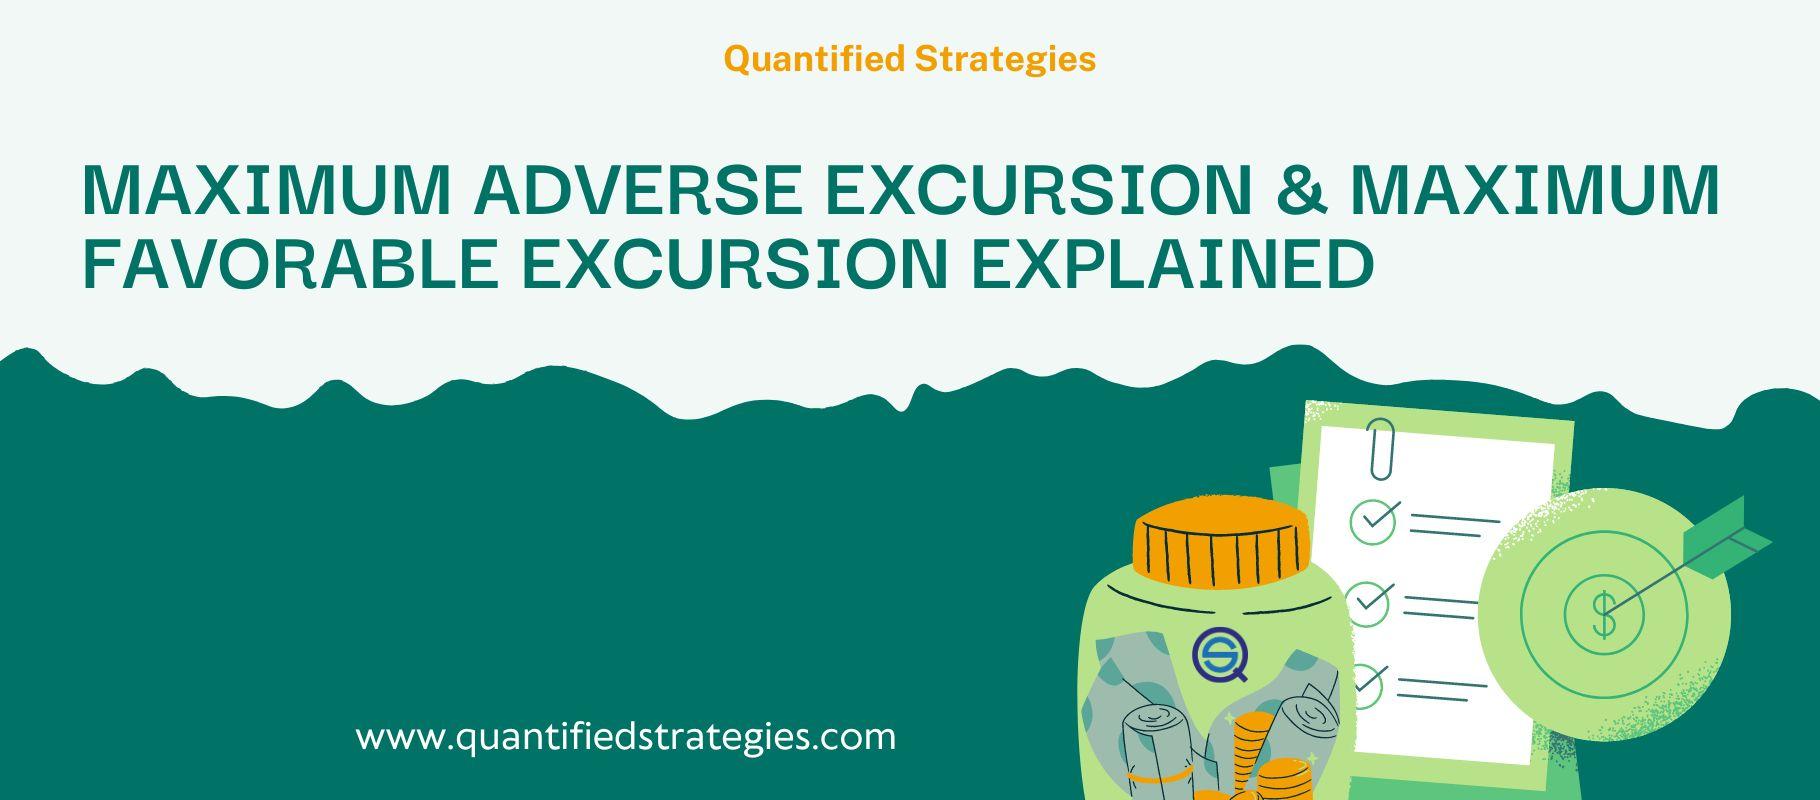 Quantified Strategies
MAXIMUM ADVERSE EXCURSION & MAXIMUM
FAVORABLE EXCURSION EXPLAINED
$
www.quantifiedstrategies.com